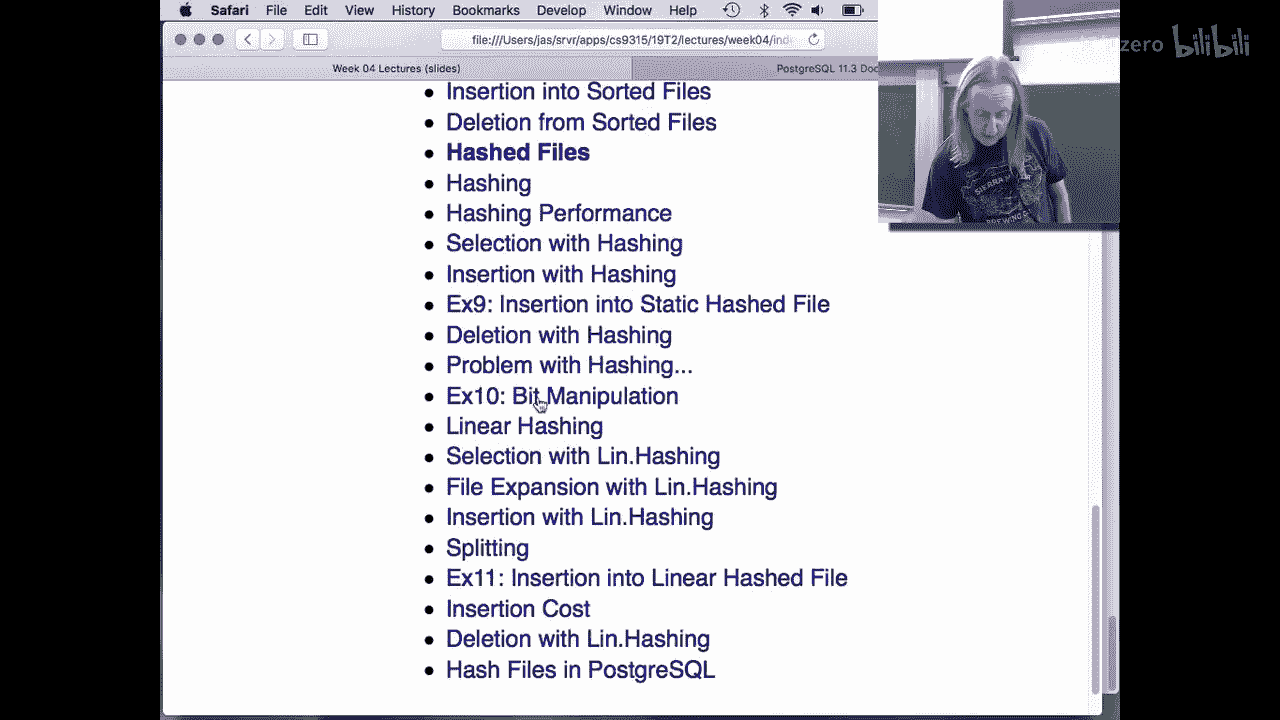 Safari File Edit View History Bookmarks Develop Window Help
file:///Users/jas/srvr/apps/cs9315/19T2/lectures/week04/ind
zero bilibili
Week 04 Lectures (slides)
PostgreSQL 11.3 Doc
Insertion into Sorted Files
Deletion from Sorted Files
Hashed Files
Hashing
Hashing Performance
Selection with Hashing
Insertion with Hashing
Ex9: Insertion into Static Hashed File
Deletion with Hashing
Problem with Hashing...
Ex10: Bit Manipulation
Linear Hashing
Selection with Lin.Hashing
File Expansion with Lin.Hashing
Insertion with Lin.Hashing
Splitting
Ex11: Insertion into Linear Hashed File
Insertion Cost
Deletion with Lin.Hashing
Hash Files in PostgreSQL
SIERRA
BREWING